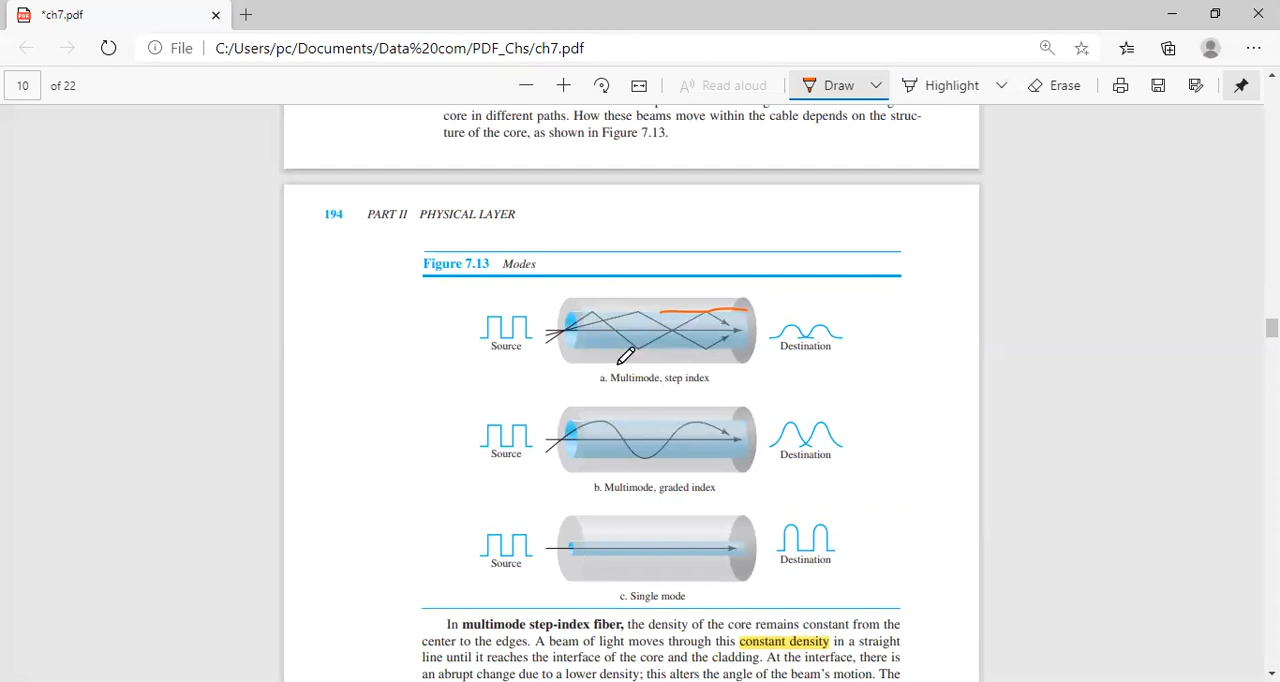 *ch7.pdf
File C:/Users/pc/Documents/Data%20com/PDF_Chs/ch7.pdf
10 of 22 Read aloud Draw Highlight Erase
core in different paths. How these beams move within the cable depends on the struc-
ture of the core, as shown in Figure 7.13.
194 PART II PHYSICAL LAYER
Figure 7.13 Modes
Source Destination
a. Multimode, step index
Source Destination
b. Multimode, graded index
Source Destination
c. Single mode
In multimode step-index fiber, the density of the core remains constant from the
center to the edges. A beam of light moves through this constant density in a straight
line until it reaches the interface of the core and the cladding. At the interface, there is
an abrupt change due to a lower density; this alters the angle of the beam's motion. The